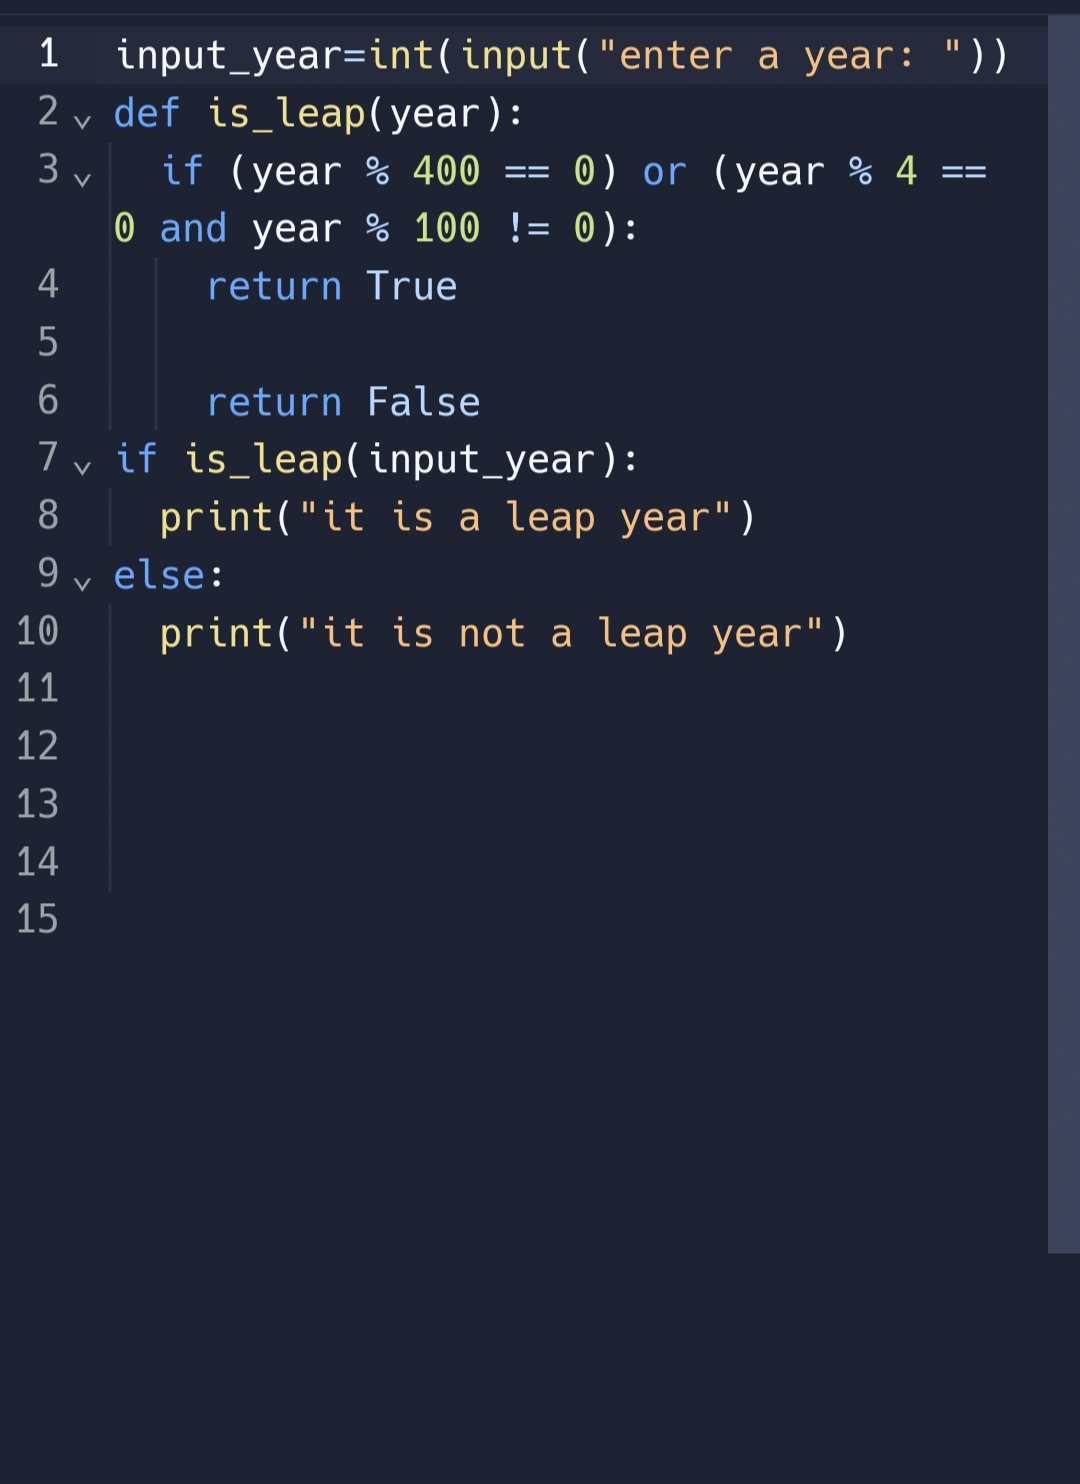 1 input_year=int(input("enter a year: "))
2 def is_leap(year):
3   if (year % 400 == 0) or (year % 4 ==
0 and year % 100 != 0):
4     return True
5
6     return False
7 if is_leap(input_year):
8   print("it is a leap year")
9 else:
10   print("it is not a leap year")
11
12
13
14
15